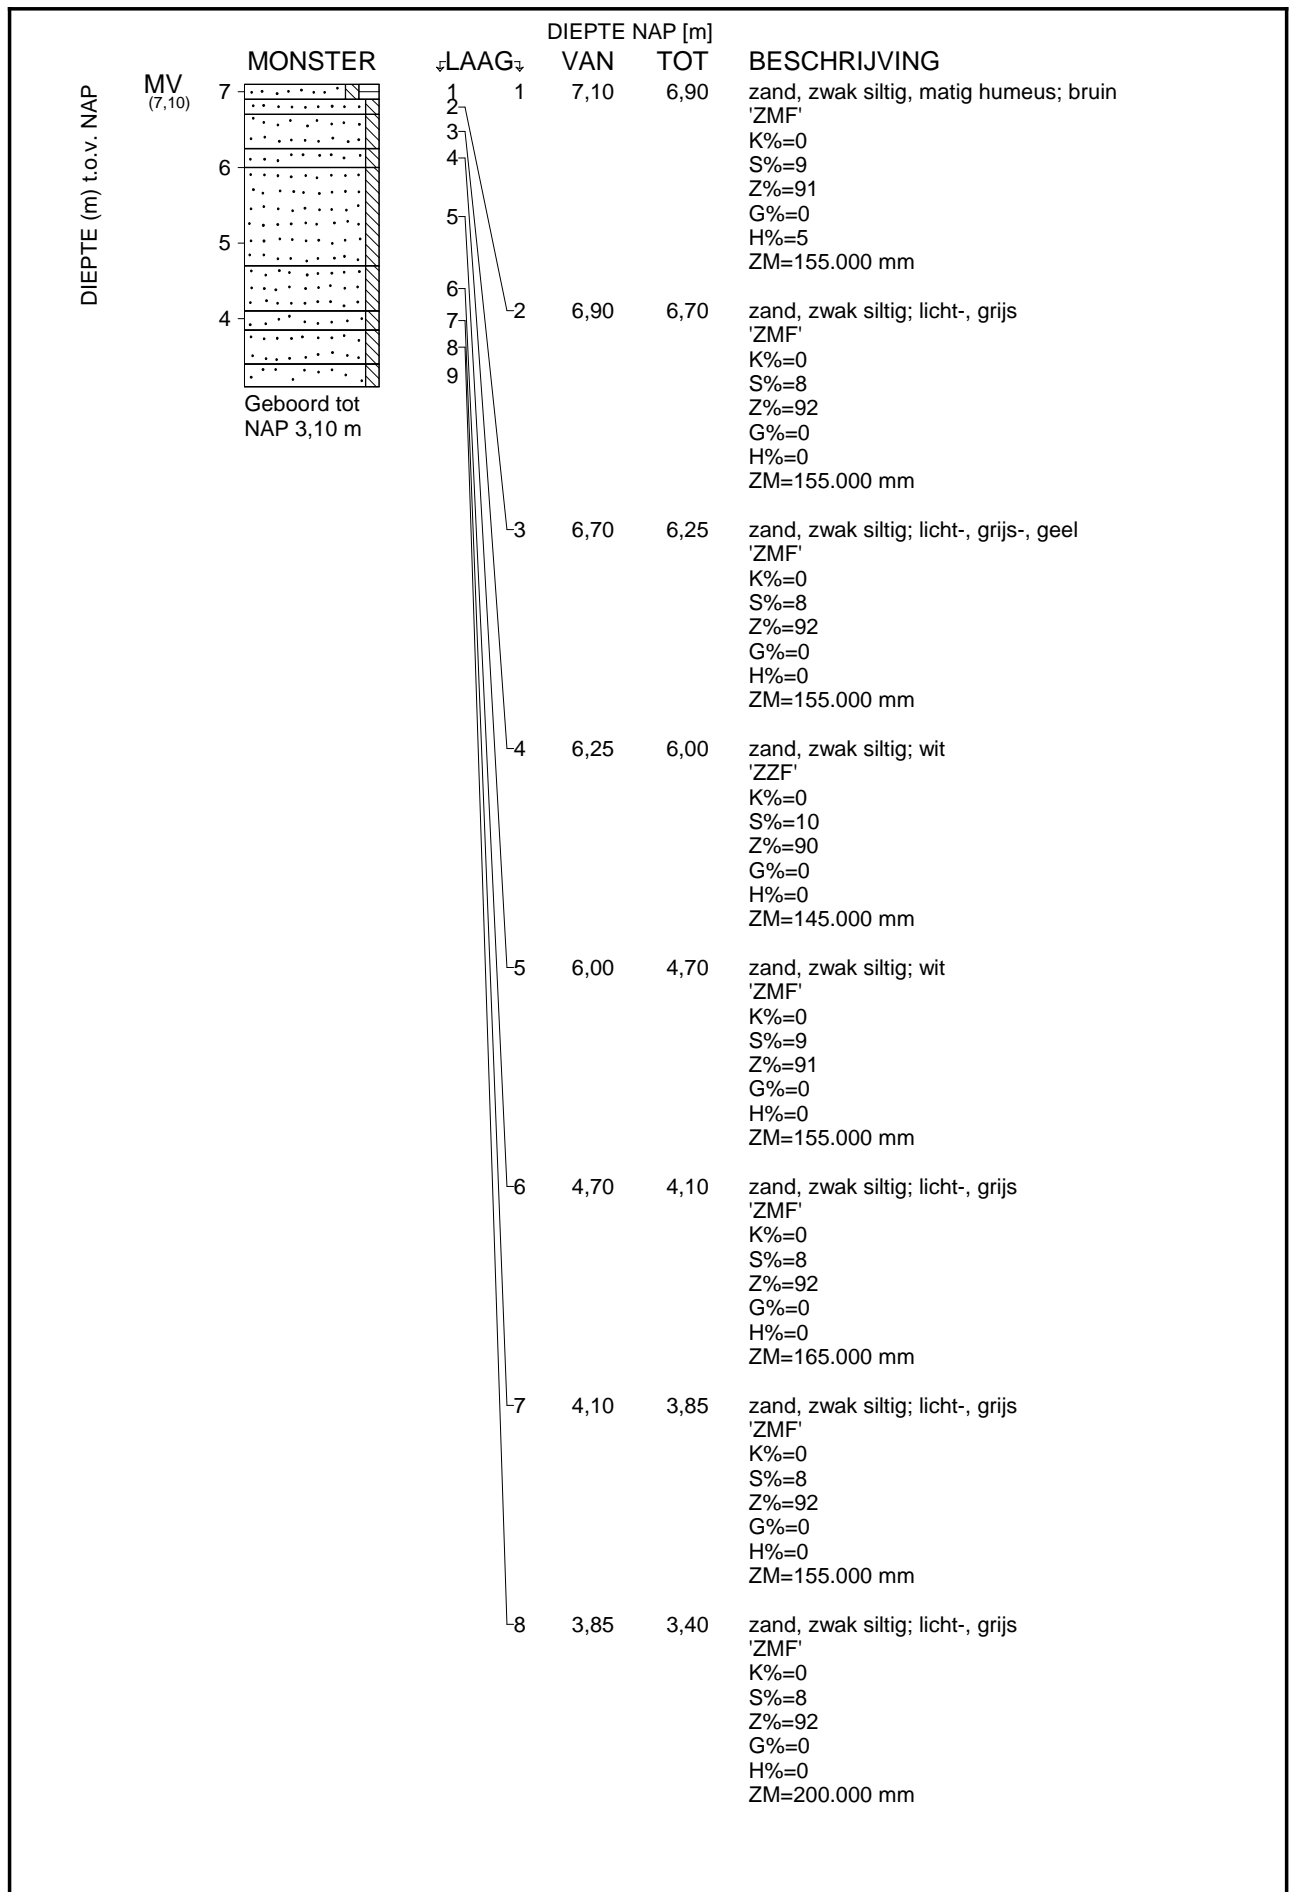 DIEPTE NAP [m]
MONSTER LAAG VAN TOT BESCHRIJVING
DIEPTE (m) t.o.v. NAP
MV
(7,10)
7
6
5
4
Geboord tot
NAP 3,10 m
1
2
3
4
5
6
7
8
9
1 7,10 6,90 zand, zwak siltig, matig humeus; bruin
'ZMF'
K%=0
S%=9
Z%=91
G%=0
H%=5
ZM=155.000 mm
2 6,90 6,70 zand, zwak siltig; licht-, grijs
'ZMF'
K%=0
S%=8
Z%=92
G%=0
H%=0
ZM=155.000 mm
3 6,70 6,25 zand, zwak siltig; licht-, grijs-, geel
'ZMF'
K%=0
S%=8
Z%=92
G%=0
H%=0
ZM=155.000 mm
4 6,25 6,00 zand, zwak siltig; wit
'ZZF'
K%=0
S%=10
Z%=90
G%=0
H%=0
ZM=145.000 mm
5 6,00 4,70 zand, zwak siltig; wit
'ZMF'
K%=0
S%=9
Z%=91
G%=0
H%=0
ZM=155.000 mm
6 4,70 4,10 zand, zwak siltig; licht-, grijs
'ZMF'
K%=0
S%=8
Z%=92
G%=0
H%=0
ZM=165.000 mm
7 4,10 3,85 zand, zwak siltig; licht-, grijs
'ZMF'
K%=0
S%=8
Z%=92
G%=0
H%=0
ZM=155.000 mm
8 3,85 3,40 zand, zwak siltig; licht-, grijs
'ZMF'
K%=0
S%=8
Z%=92
G%=0
H%=0
ZM=200.000 mm